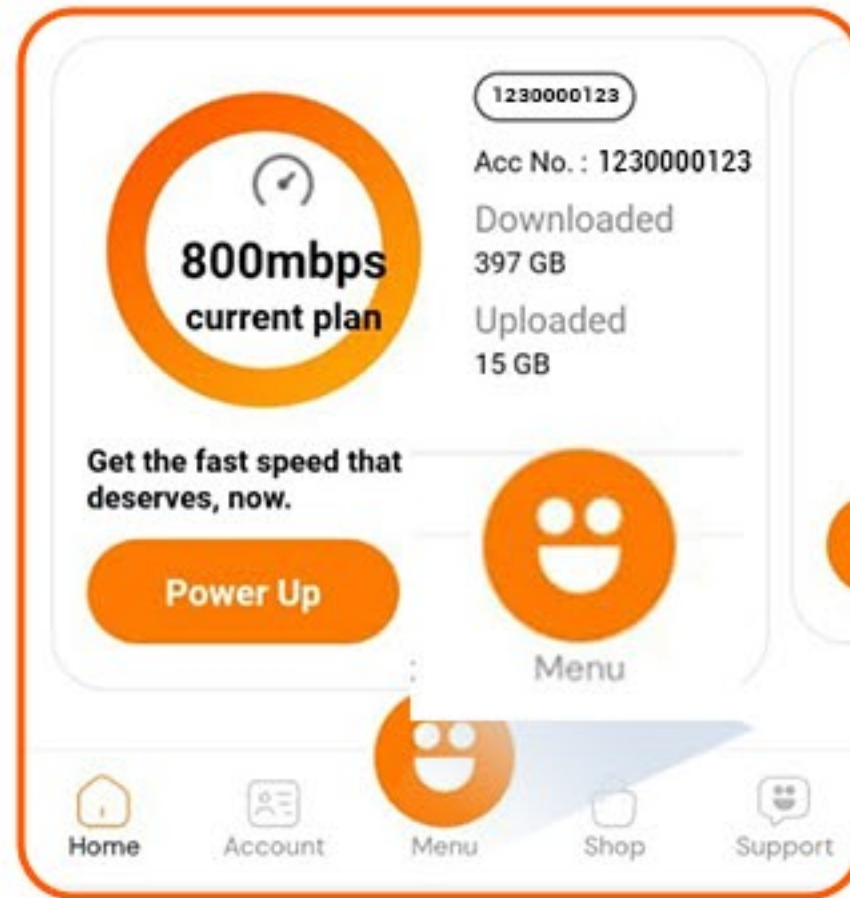 800mbps
current plan
Get the fast speed that
deserves, now.
Power Up
1230000123
Acc No. : 1230000123
Downloaded
397 GB
Uploaded
15 GB
Menu
Home
Account
Menu
Shop
Support